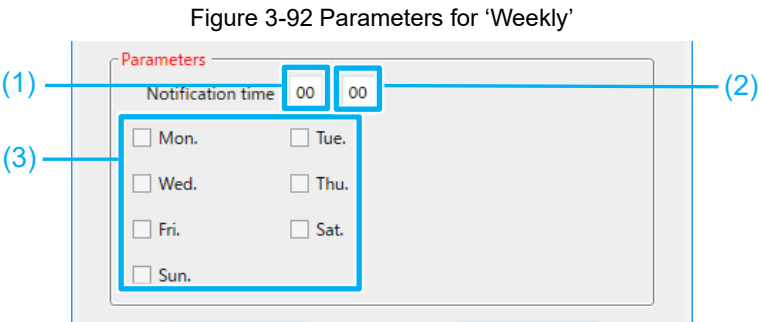 Figure 3-92 Parameters for ‘Weekly’
Parameters
(1) Notification time 00 00 (2)
(3)
Mon. Tue.
Wed. Thu.
Fri. Sat.
Sun.